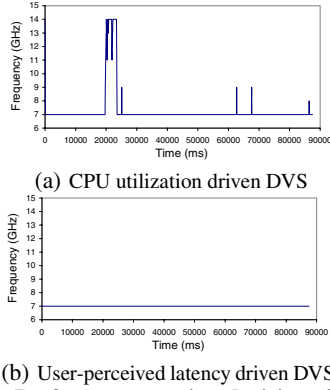 15
14
13
12
11
10
9
8
7
6
Frequency (GHz)
0 10000 20000 30000 40000 50000 60000 70000 80000 90000
Time (ms)
(a) CPU utilization driven DVS
15
14
13
12
11
10
9
8
7
6
Frequency (GHz)
0 10000 20000 30000 40000 50000 60000 70000 80000 90000
Time (ms)
(b) User-perceived latency driven DVS